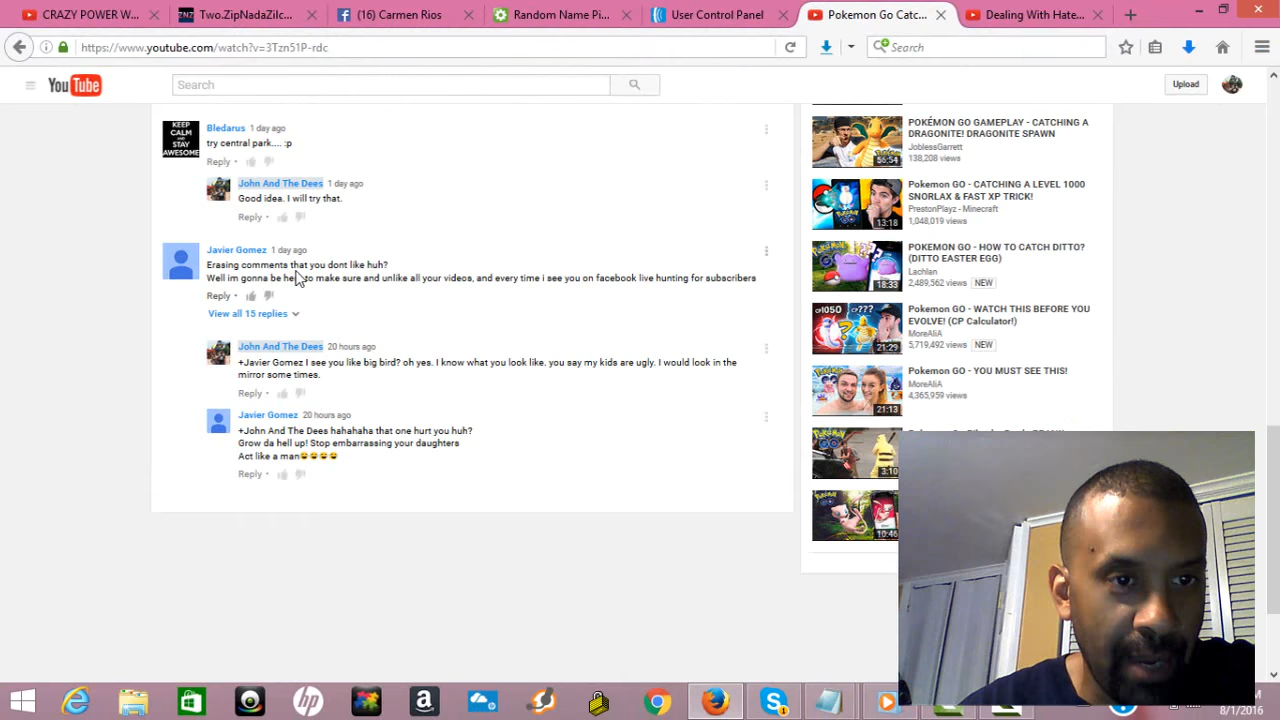 CRAZY POWER W...
Two.ZipNadaZilc...
(16) Carmen Rios
Random Name Pi...
User Control Panel
Pokemon Go Catc...
Dealing With Hate...
https://www.youtube.com/watch?v=3Tzn51P-rdc
Search
YouTube
Search
Upload
KEEP CALM AND STAY AWESOME
Bledarus 1 day ago
try central park.... :p
Reply
John And The Dees 1 day ago
Good idea. I will try that.
Reply
Javier Gomez 1 day ago
Erasing comments that you dont like huh?
Well im gonna be here to make sure and unlike all your videos, and every time i see you on facebook live hunting for subscribers
Reply
View all 15 replies
John And The Dees 20 hours ago
+Javier Gomez I see you like big bird? oh yes. I know what you look like. you say my kids are ugly. I would look in the
mirror some times.
Reply
Javier Gomez 20 hours ago
+John And The Dees hahahaha that one hurt you huh?
Grow da hell up! Stop embarrassing your daughters
Act like a man😄😄😄😄
Reply
56:54
POKÉMON GO GAMEPLAY - CATCHING A
DRAGONITE! DRAGONITE SPAWN
JoblessGarrett
138,208 views
13:18
Pokemon GO - CATCHING A LEVEL 1000
SNORLAX & FAST XP TRICK!
PrestonPlayz - Minecraft
1,048,019 views
18:33
POKEMON GO - HOW TO CATCH DITTO?
(DITTO EASTER EGG)
Lachlan
2,489,562 views NEW
CP1050
CP???
21:29
Pokemon GO - WATCH THIS BEFORE YOU
EVOLVE! (CP Calculator!)
MoreAliA
5,719,492 views NEW
21:13
Pokemon GO - YOU MUST SEE THIS!
MoreAliA
4,365,959 views
3:10
10:46
hp
8/1/2016